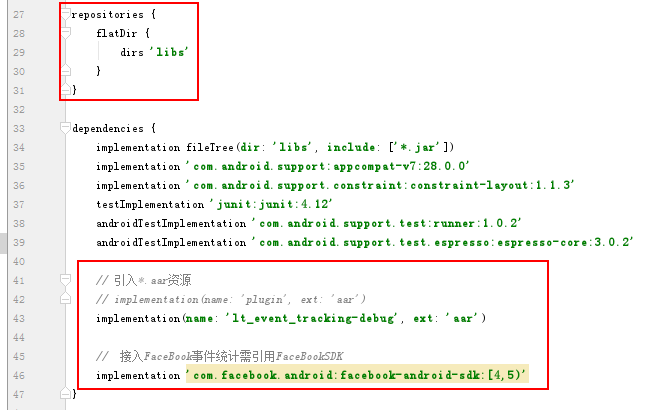 27 repositories {
28 flatDir {
29 dirs 'libs'
30 }
31 }
32
33 dependencies {
34 implementation fileTree(dir: 'libs', include: ['*.jar'])
35 implementation 'com.android.support:appcompat-v7:28.0.0'
36 implementation 'com.android.support.constraint:constraint-layout:1.1.3'
37 testImplementation 'junit:junit:4.12'
38 androidTestImplementation 'com.android.support.test:runner:1.0.2'
39 androidTestImplementation 'com.android.support.test.espresso:espresso-core:3.0.2'
40
41 // 引入*.aar资源
42 // implementation(name: 'plugin', ext: 'aar')
43 implementation(name: 'lt_event_tracking-debug', ext: 'aar')
44
45 // 接入FaceBook事件统计需引用FaceBookSDK
46 implementation 'com.facebook.android:facebook-android-sdk:[4,5)'
47 }